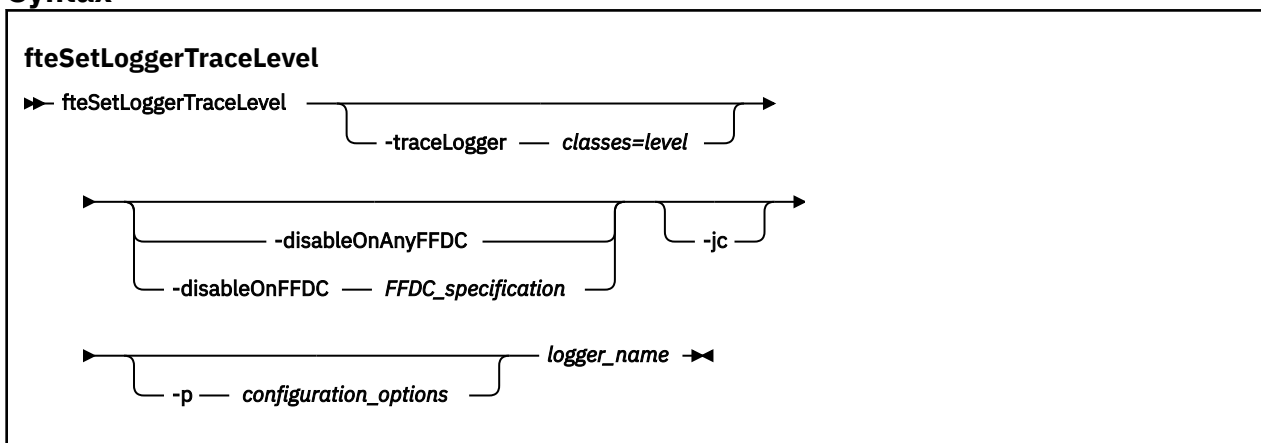 Syntax
fteSetLoggerTraceLevel
fteSetLoggerTraceLevel
-traceLogger classes=level
-disableOnAnyFFDC
-jc
-disableOnFFDC FFDC_specification
logger_name
-p configuration_options